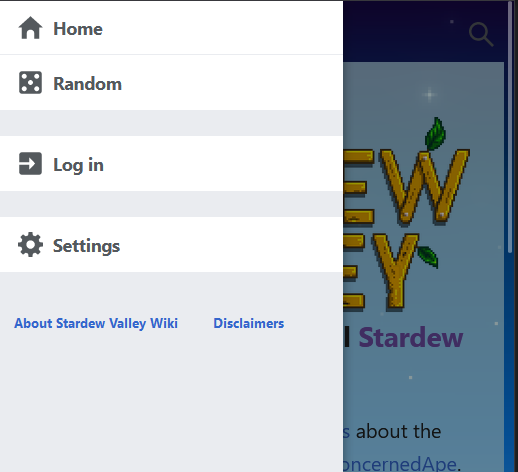 Home
Random
Log in
Settings
About Stardew Valley Wiki Disclaimers
EW
EY
l Stardew
s about the
oncernedApe.